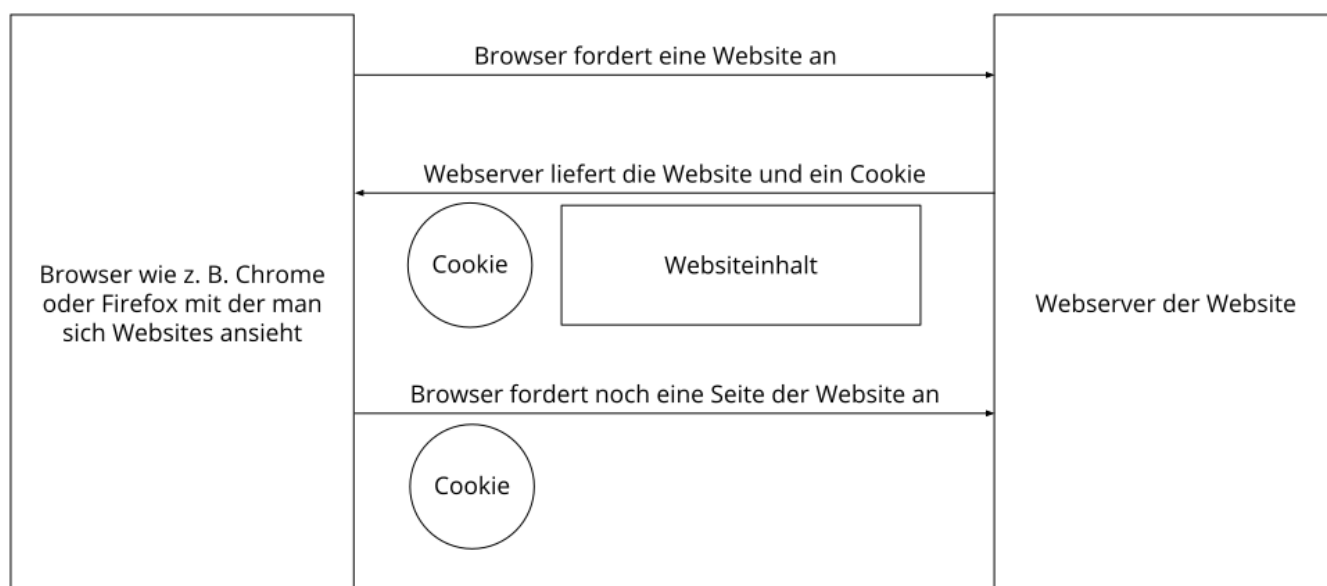 Browser fordert eine Website an
Webserver liefert die Website und ein Cookie
Cookie
Websiteinhalt
Browser wie z. B. Chrome
oder Firefox mit der man
sich Websites ansieht
Webserver der Website
Browser fordert noch eine Seite der Website an
Cookie